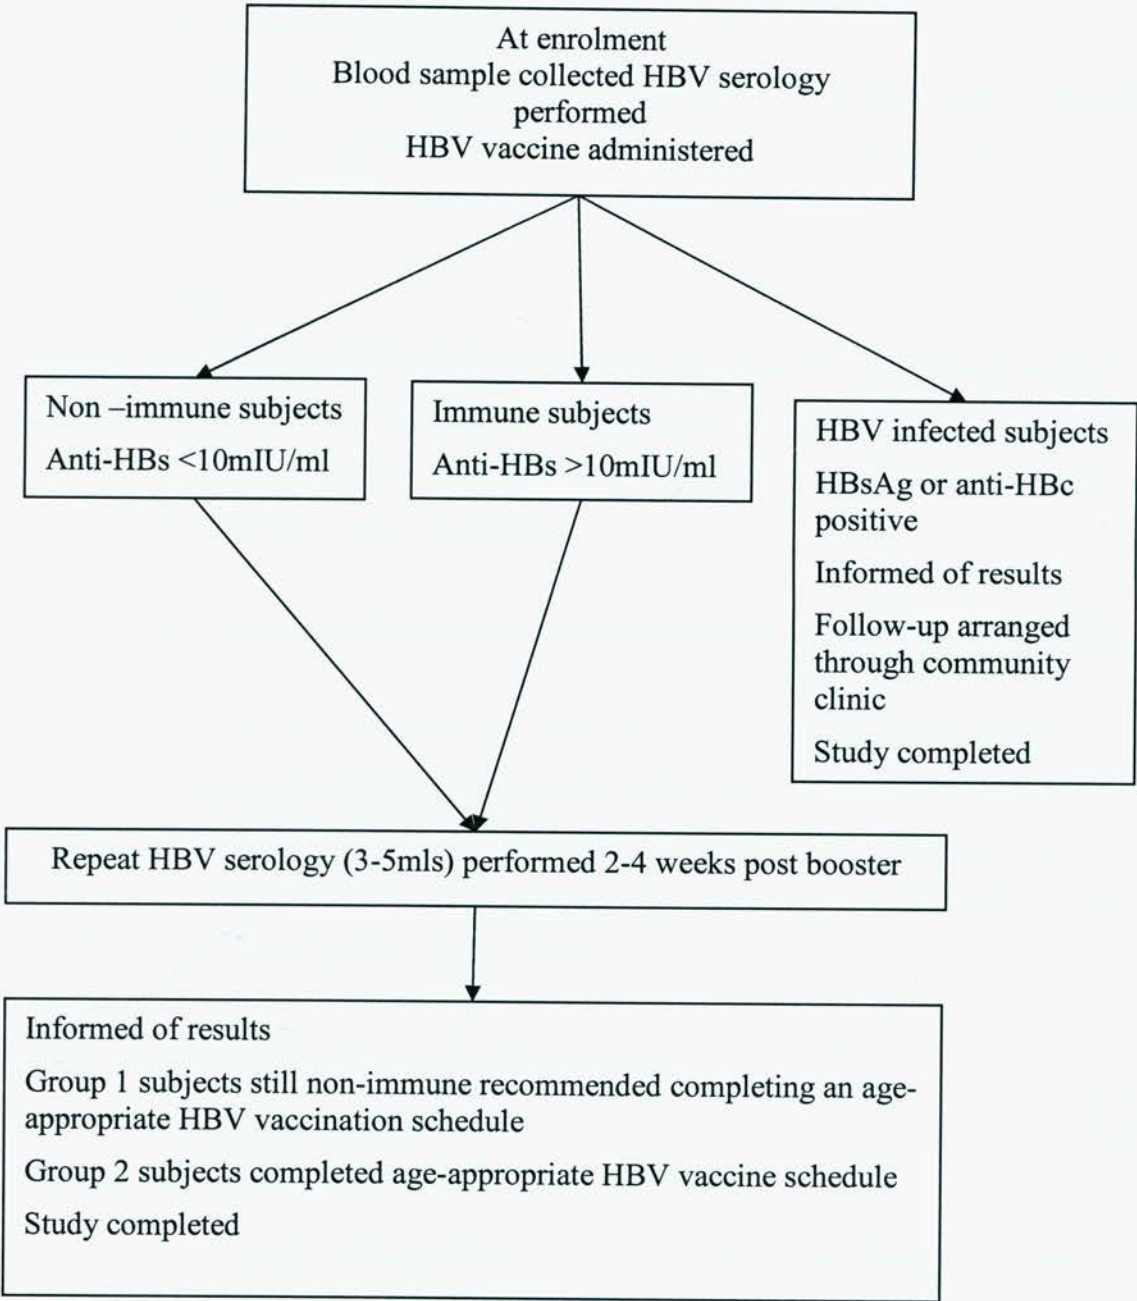 At enrolment
Blood sample collected HBV serology
performed
HBV vaccine administered
Non –immune subjects
Anti-HBs <10mIU/ml
Immune subjects
Anti-HBs >10mIU/ml
HBV infected subjects
HBsAg or anti-HBc
positive
Informed of results
Follow-up arranged
through community
clinic
Study completed
Repeat HBV serology (3-5mls) performed 2-4 weeks post booster
Informed of results
Group 1 subjects still non-immune recommended completing an age-
appropriate HBV vaccination schedule
Group 2 subjects completed age-appropriate HBV vaccine schedule
Study completed